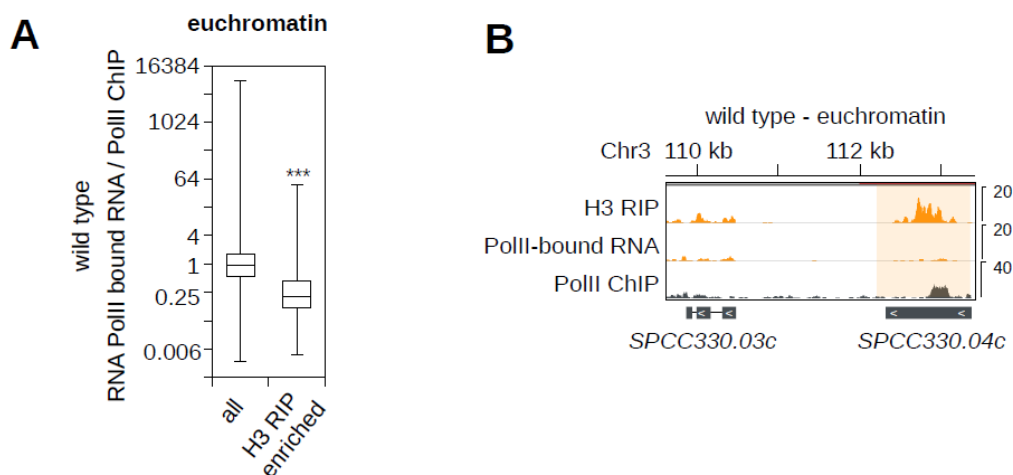 A
euchromatin
RNA PolII bound RNA / PolII ChIP
wild type
16384
1024
64
4
1
0.25
0.006
***
all
H3 RIP
enriched
B
wild type - euchromatin
Chr3 110 kb 112 kb
H3 RIP 20
PolII-bound RNA 20
PolII ChIP 40
< < < <
SPCC330.03c SPCC330.04c